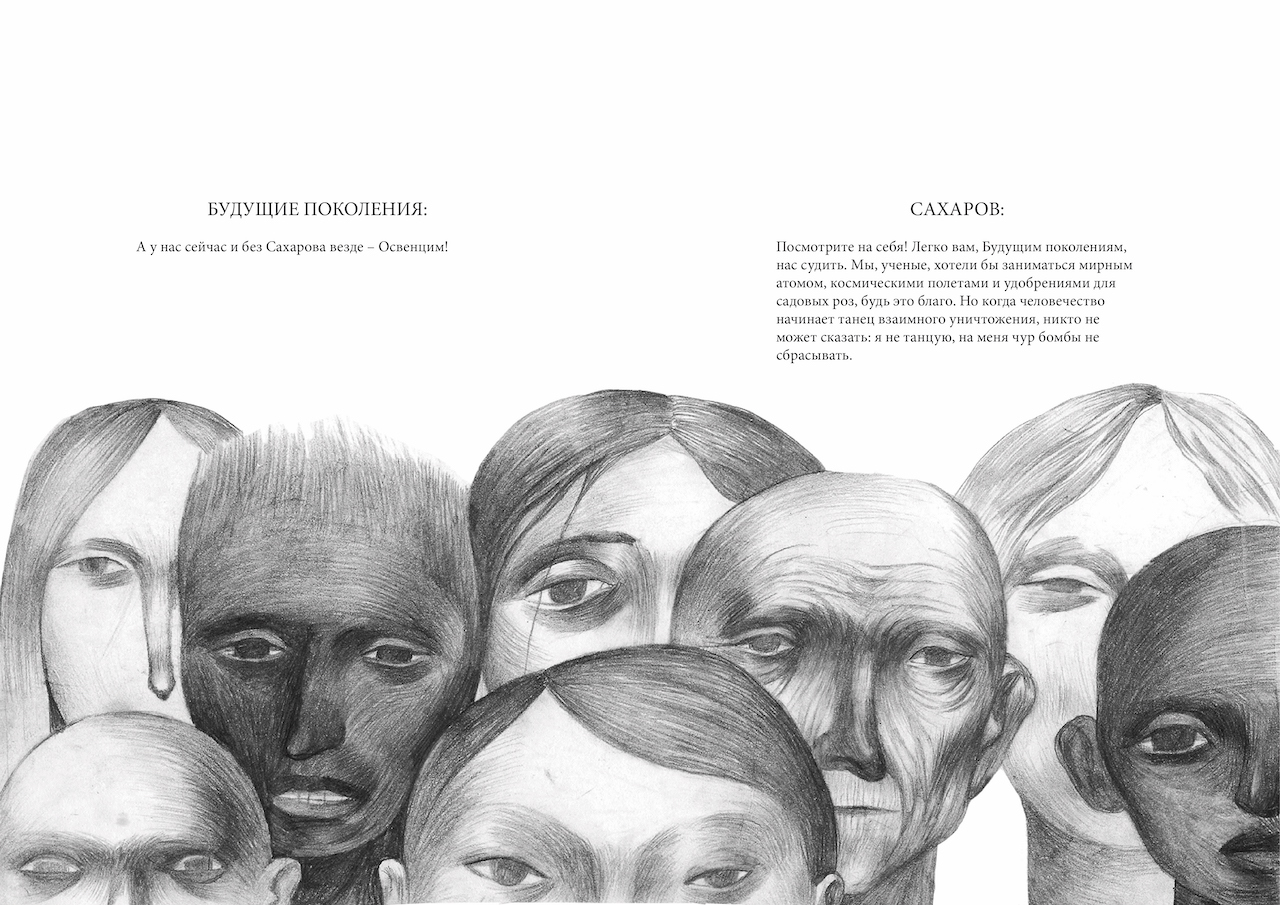 БУДУЩИЕ ПОКОЛЕНИЯ:
А у нас сейчас и без Сахарова везде – Освенцим!
САХАРОВ:
Посмотрите на себя! Легко вам, Будущим поколениям,
нас судить. Мы, ученые, хотели бы заниматься мирным
атомом, космическими полетами и удобрениями для
садовых роз, будь это благо. Но когда человечество
начинает танец взаимного уничтожения, никто не
может сказать: я не танцую, на меня чур бомбы не
сбрасывать.